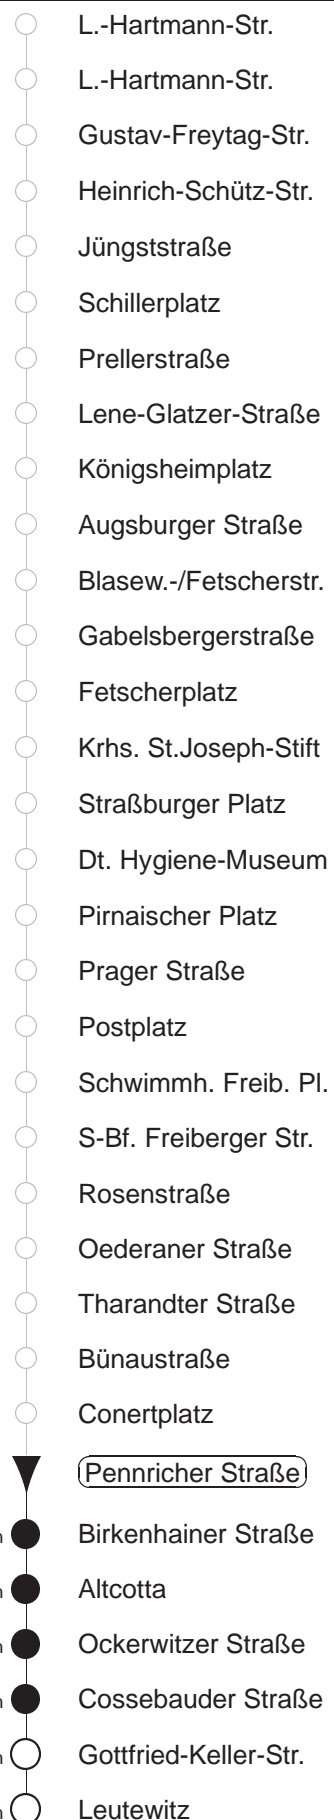 L.-Hartmann-Str.
L.-Hartmann-Str.
Gustav-Freytag-Str.
Heinrich-Schütz-Str.
Jüngststraße
Schillerplatz
Prellerstraße
Lene-Glatzer-Straße
Königsheimplatz
Augsburger Straße
Blasew.-/Fetscherstr.
Gabelsbergerstraße
Fetscherplatz
Krhs. St.Joseph-Stift
Straßburger Platz
Dt. Hygiene-Museum
Pirnaischer Platz
Prager Straße
Postplatz
Schwimmh. Freib. Pl.
S-Bf. Freiberger Str.
Rosenstraße
Oederaner Straße
Tharandter Straße
Bünaustraße
Conertplatz
Pennricher Straße
Birkenhainer Straße
Altcotta
Ockerwitzer Straße
Cossebauder Straße
Gottfried-Keller-Str.
Leutewitz